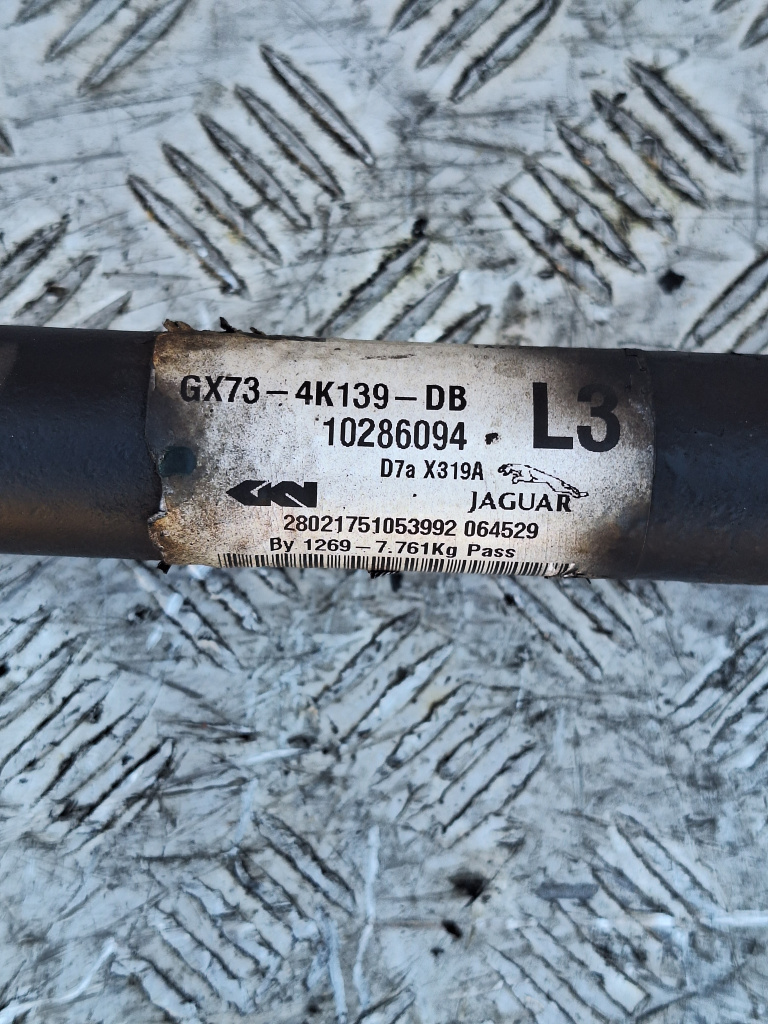 GX73-4K139-DB
L3
10286094
D7a X319A
GKN
JAGUAR
28021751053992 064529
By 1269-7.761Kg Pass